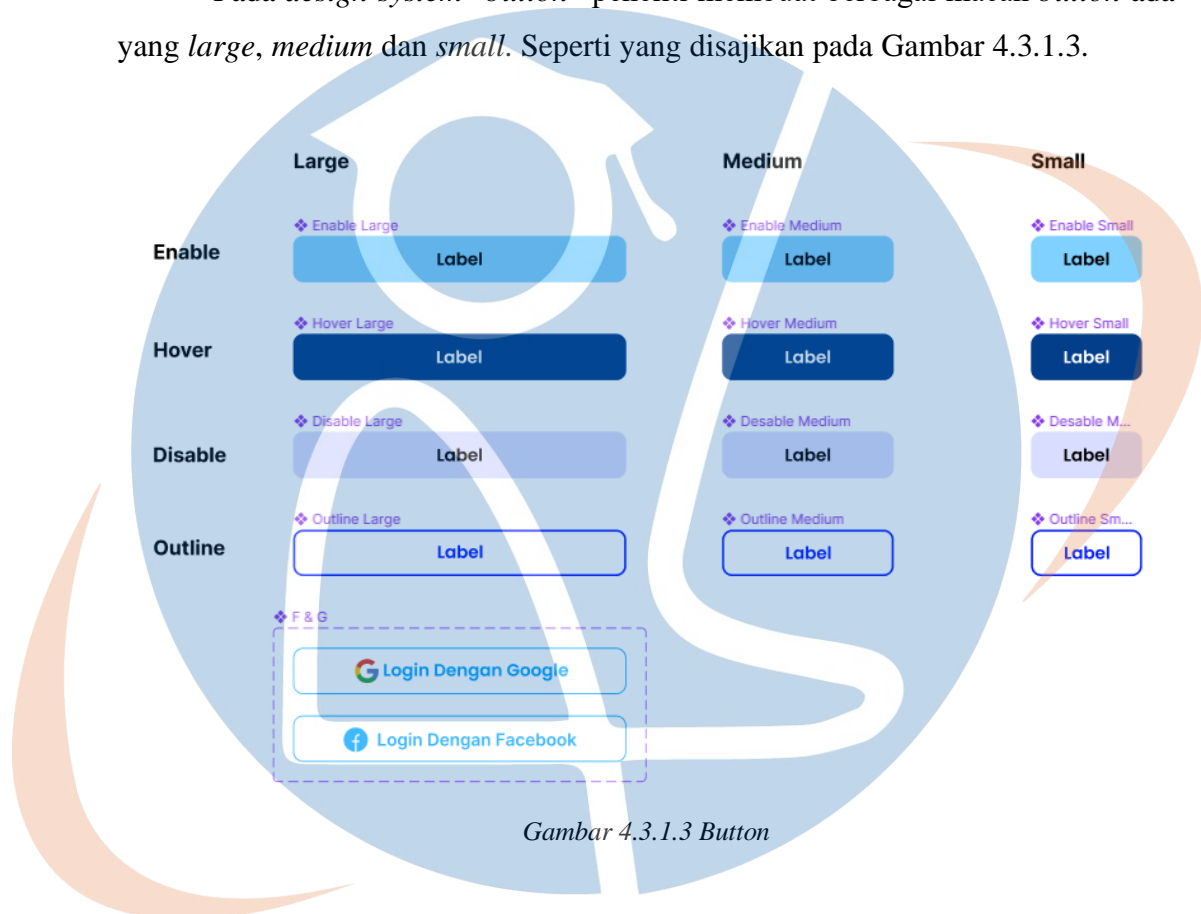 yang large, medium dan small. Seperti yang disajikan pada Gambar 4.3.1.3.
Large Medium Small
Enable Large Enable Medium Enable Small
Enable Label Label Label
Hover Large Hover Medium Hover Small
Hover Label Label Label
Disable Large Desable Medium Desable M...
Disable Label Label Label
Outline Large Outline Medium Outline Sm...
Outline Label Label Label
F & G
Login Dengan Google
Login Dengan Facebook
Gambar 4.3.1.3 Button